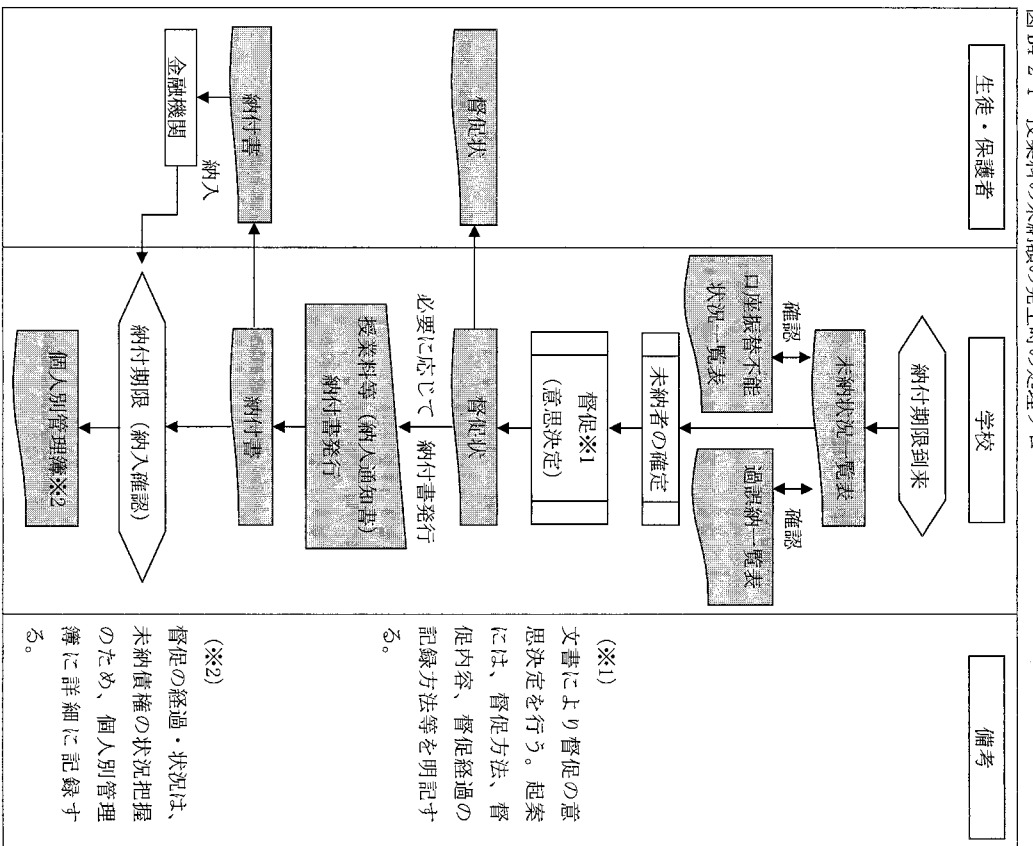 生徒・保護者
学校
備考
納付期限到来
未納状況一覧表
確認
確認
口座振替不能
状況一覧表
過誤納一覧表
未納者の確定
督促※1
(意思決定)
督促状
督促状
必要に応じて 納付書発行
授業料等（納入通知書）
納付書発行
納付書
納付書
納入
金融機関
納付期限（納入確認）
個人別管理簿※2
(※1)
文書により督促の意
思決定を行う。起案
には、督促方法、督
促内容、督促経過の
記録方法等を明記す
る。
(※2)
督促の経過・状況は、
未納債権の状況把握
のため、個人別管理
簿に詳細に記録す
る。